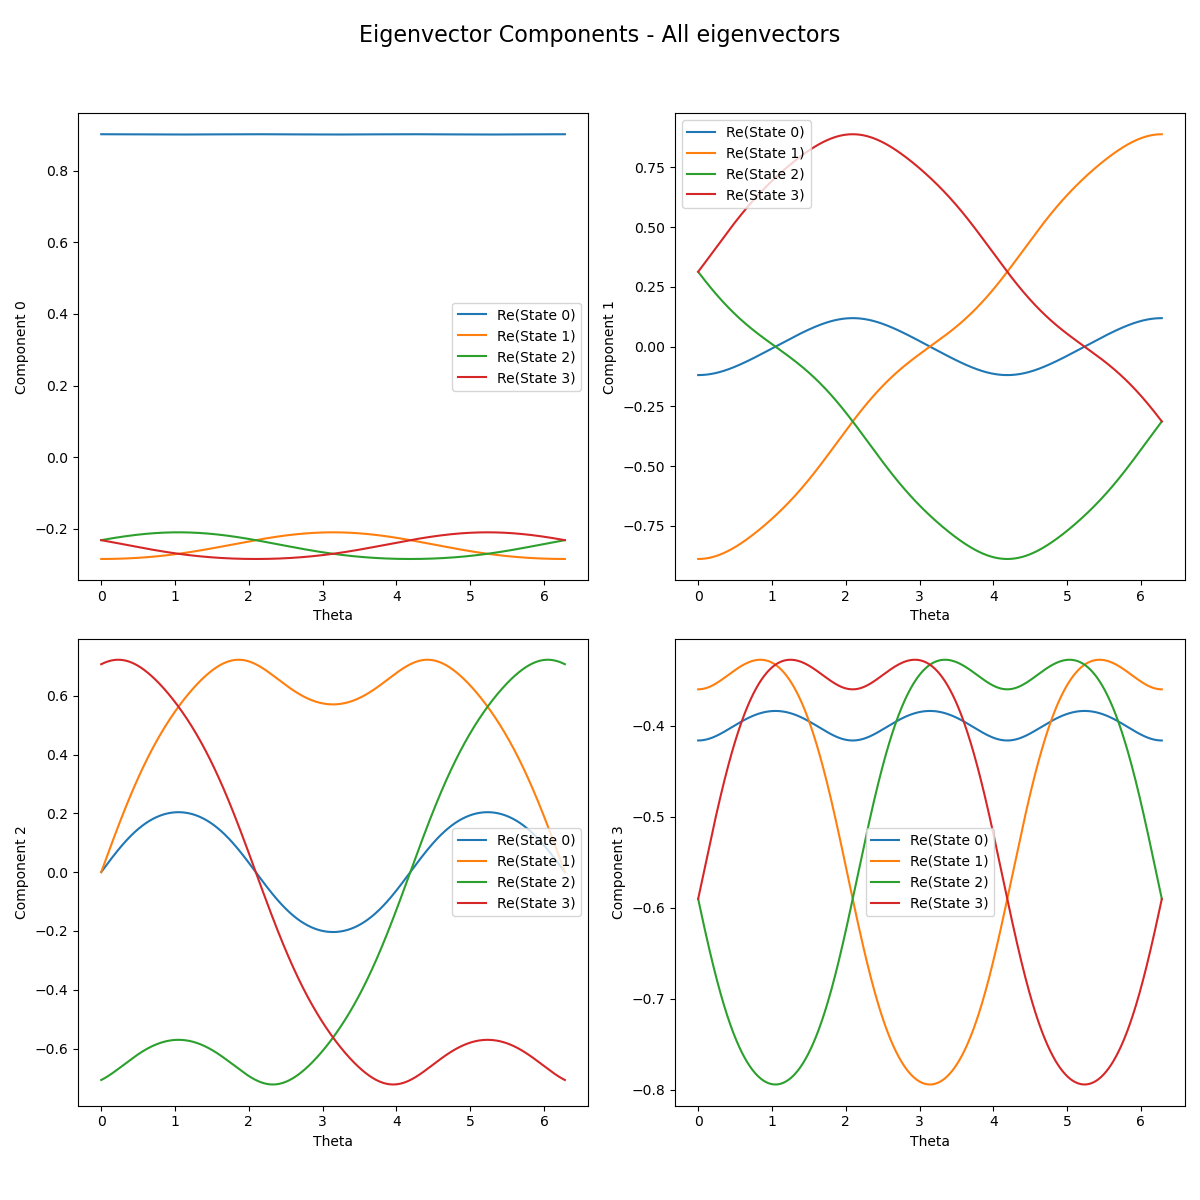 Eigenvector Components - All eigenvectors
Component 0
0.8
0.6
0.4
0.2
0.0
−0.2
0 1 2 3 4 5 6
Theta
Re(State 0)
Re(State 1)
Re(State 2)
Re(State 3)
Component 1
0.75
0.50
0.25
0.00
−0.25
−0.50
−0.75
0 1 2 3 4 5 6
Theta
Re(State 0)
Re(State 1)
Re(State 2)
Re(State 3)
Component 2
0.6
0.4
0.2
0.0
−0.2
−0.4
−0.6
0 1 2 3 4 5 6
Theta
Re(State 0)
Re(State 1)
Re(State 2)
Re(State 3)
Component 3
−0.4
−0.5
−0.6
−0.7
−0.8
0 1 2 3 4 5 6
Theta
Re(State 0)
Re(State 1)
Re(State 2)
Re(State 3)